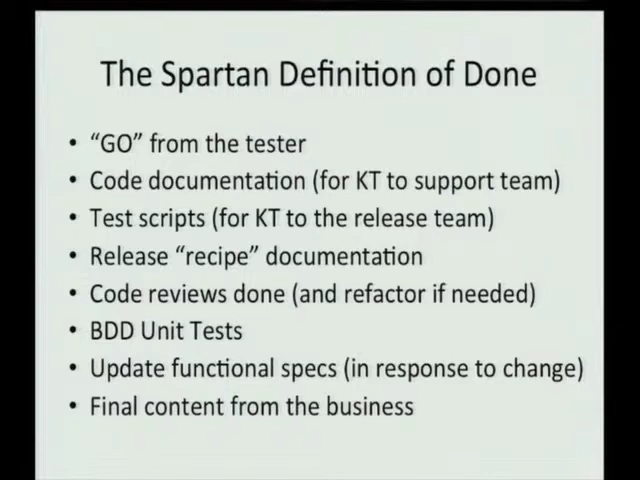 The Spartan Definition of Done
• “GO” from the tester
• Code documentation (for KT to support team)
• Test scripts (for KT to the release team)
• Release “recipe” documentation
• Code reviews done (and refactor if needed)
• BDD Unit Tests
• Update functional specs (in response to change)
• Final content from the business